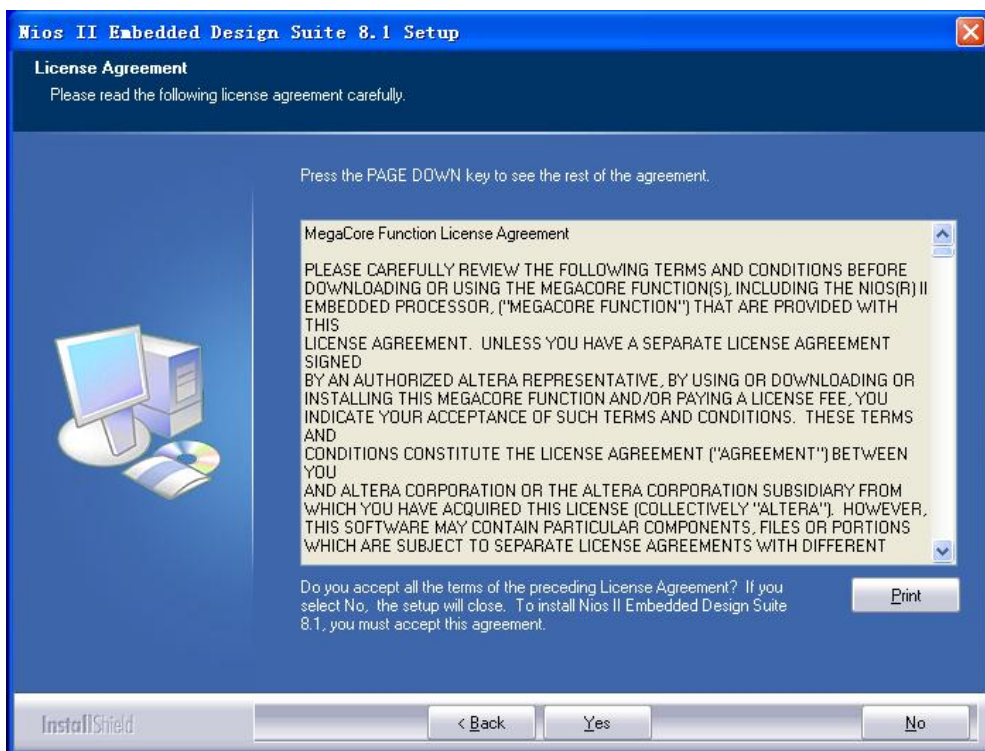 Nios II Embedded Design Suite 8.1 Setup
License Agreement
Please read the following license agreement carefully.
Press the PAGE DOWN key to see the rest of the agreement.
MegaCore Function License Agreement
PLEASE CAREFULLY REVIEW THE FOLLOWING TERMS AND CONDITIONS BEFORE
DOWNLOADING OR USING THE MEGACORE FUNCTION(S), INCLUDING THE NIOS(R) II
EMBEDDED PROCESSOR, ("MEGACORE FUNCTION") THAT ARE PROVIDED WITH
THIS
LICENSE AGREEMENT.  UNLESS YOU HAVE A SEPARATE LICENSE AGREEMENT
SIGNED
BY AN AUTHORIZED ALTERA REPRESENTATIVE, BY USING OR DOWNLOADING OR
INSTALLING THIS MEGACORE FUNCTION AND/OR PAYING A LICENSE FEE, YOU
INDICATE YOUR ACCEPTANCE OF SUCH TERMS AND CONDITIONS.  THESE TERMS
AND
CONDITIONS CONSTITUTE THE LICENSE AGREEMENT ("AGREEMENT") BETWEEN
YOU
AND ALTERA CORPORATION OR THE ALTERA CORPORATION SUBSIDIARY FROM
WHICH YOU HAVE ACQUIRED THIS LICENSE (COLLECTIVELY "ALTERA").  HOWEVER,
THIS SOFTWARE MAY CONTAIN PARTICULAR COMPONENTS, FILES OR PORTIONS
WHICH ARE SUBJECT TO SEPARATE LICENSE AGREEMENTS WITH DIFFERENT
Do you accept all the terms of the preceding License Agreement?  If you
select No,  the setup will close.  To install Nios II Embedded Design Suite
8.1, you must accept this agreement.
Print
InstallShield
< Back
Yes
No